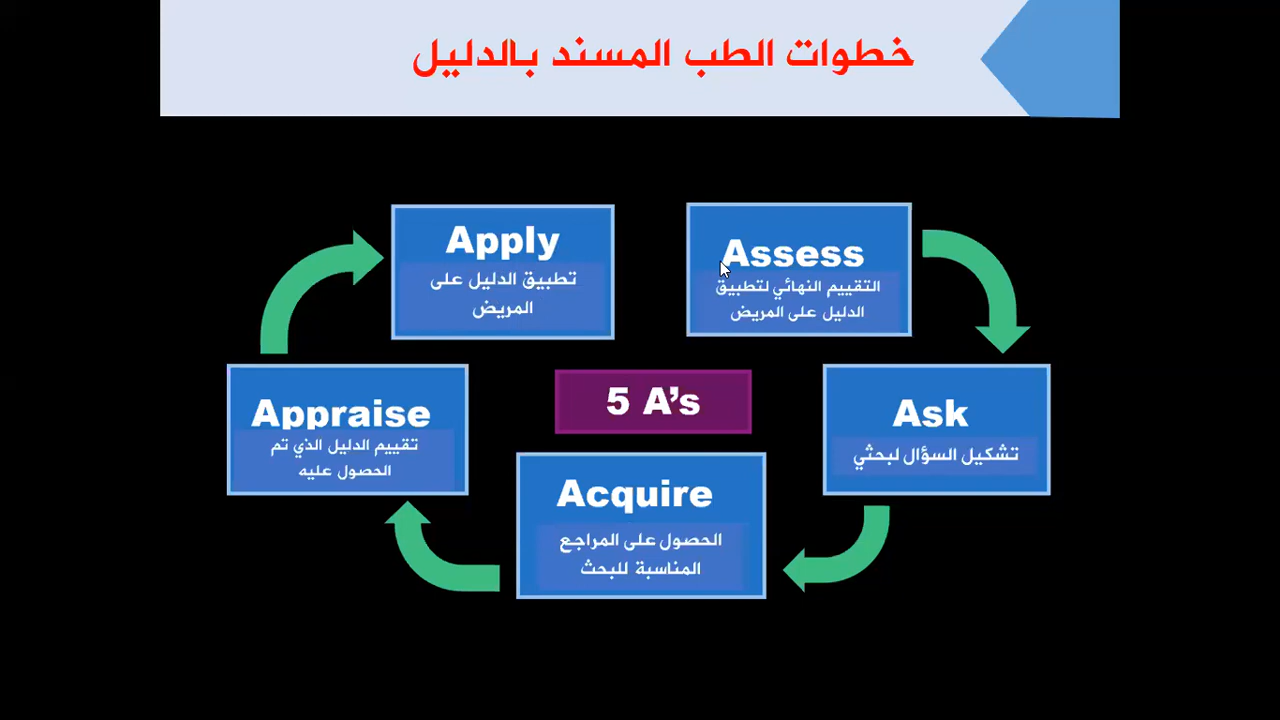 خطوات الطب المسند بالدليل
Apply
تطبيق الدليل على
المريض
Assess
التقييم النهائي لتطبيق
الدليل على المريض
Appraise
تقييم الدليل الذي تم
الحصول عليه
5 A's
Ask
تشكيل السؤال لبحثي
Acquire
الحصول على المراجع
المناسبة للبحث